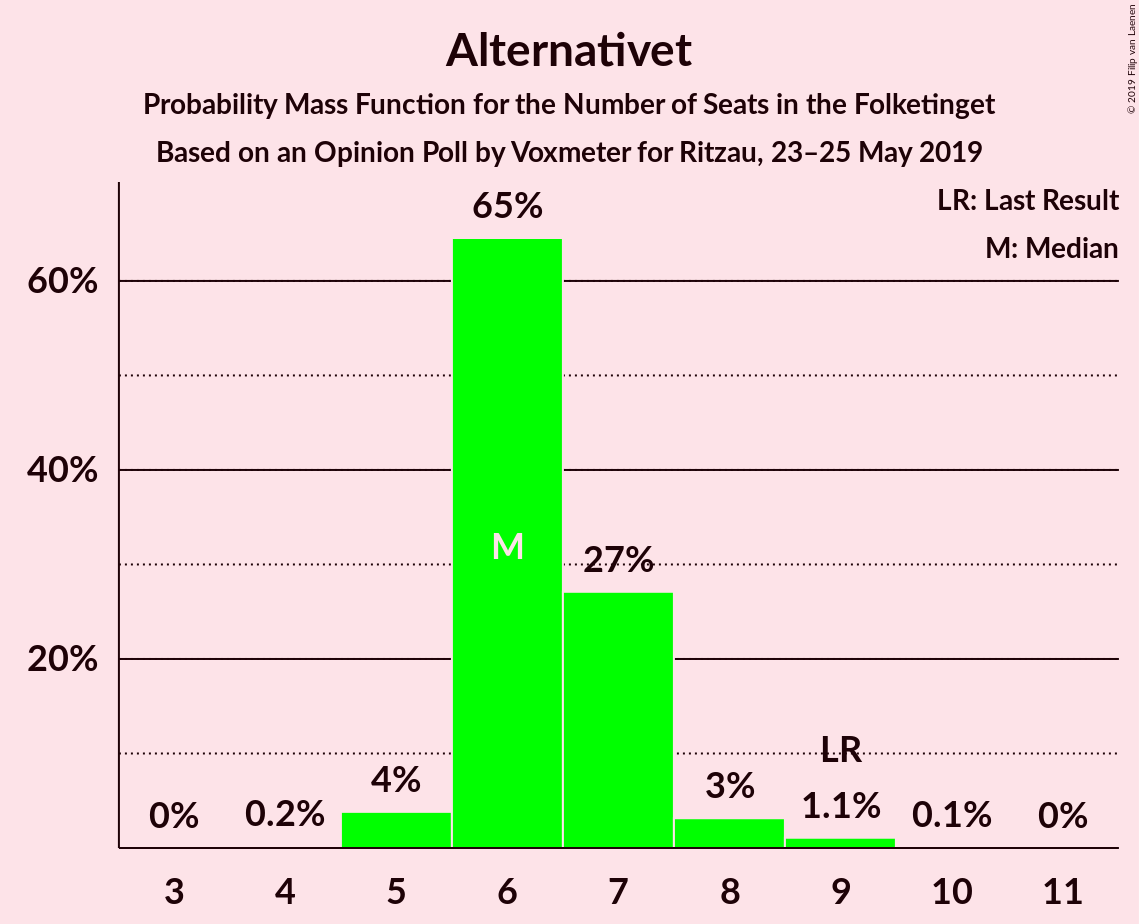 Alternativet
Probability Mass Function for the Number of Seats in the Folketinget
Based on an Opinion Poll by Voxmeter for Ritzau, 23–25 May 2019
© 2019 Filip van Laenen
LR: Last Result
M: Median
65%
60%
M
27%
40%
20%
LR
4%
3%
1.1%
0%
0.2%
0.1%
0%
3 4 5 6 7 8 9 10 11